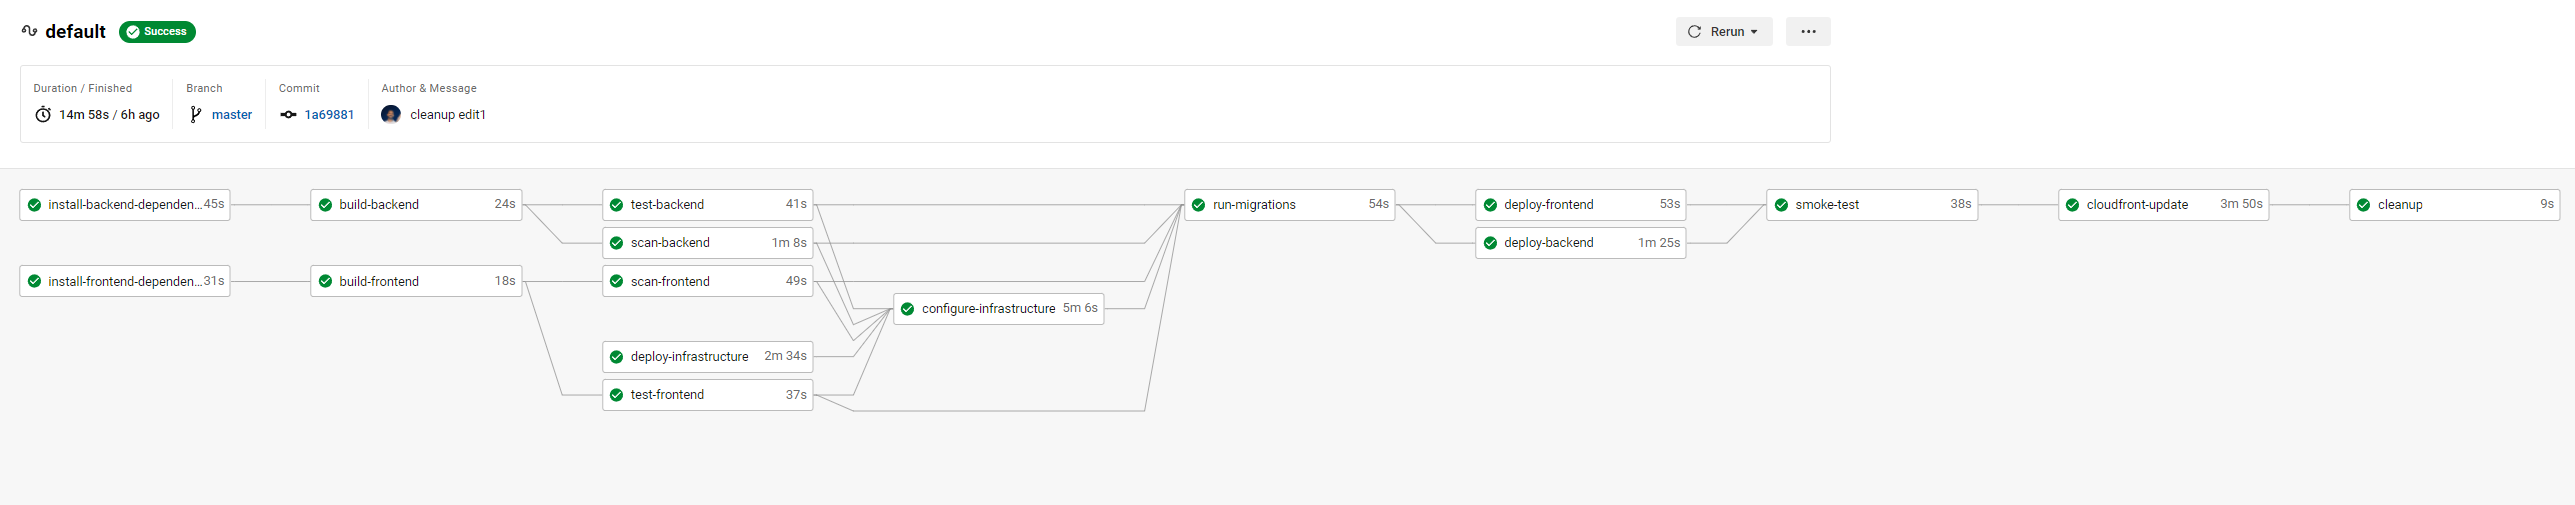 default
Success
Rerun
Duration / Finished
14m 58s / 6h ago
Branch
master
Commit
1a69881
Author & Message
cleanup edit1
install-backend-dependen... 45s
build-backend 24s
test-backend 41s
run-migrations 54s
deploy-frontend 53s
smoke-test 38s
cloudfront-update 3m 50s
cleanup 9s
scan-backend 1m 8s
deploy-backend 1m 25s
install-frontend-dependen... 31s
build-frontend 18s
scan-frontend 49s
configure-infrastructure 5m 6s
deploy-infrastructure 2m 34s
test-frontend 37s